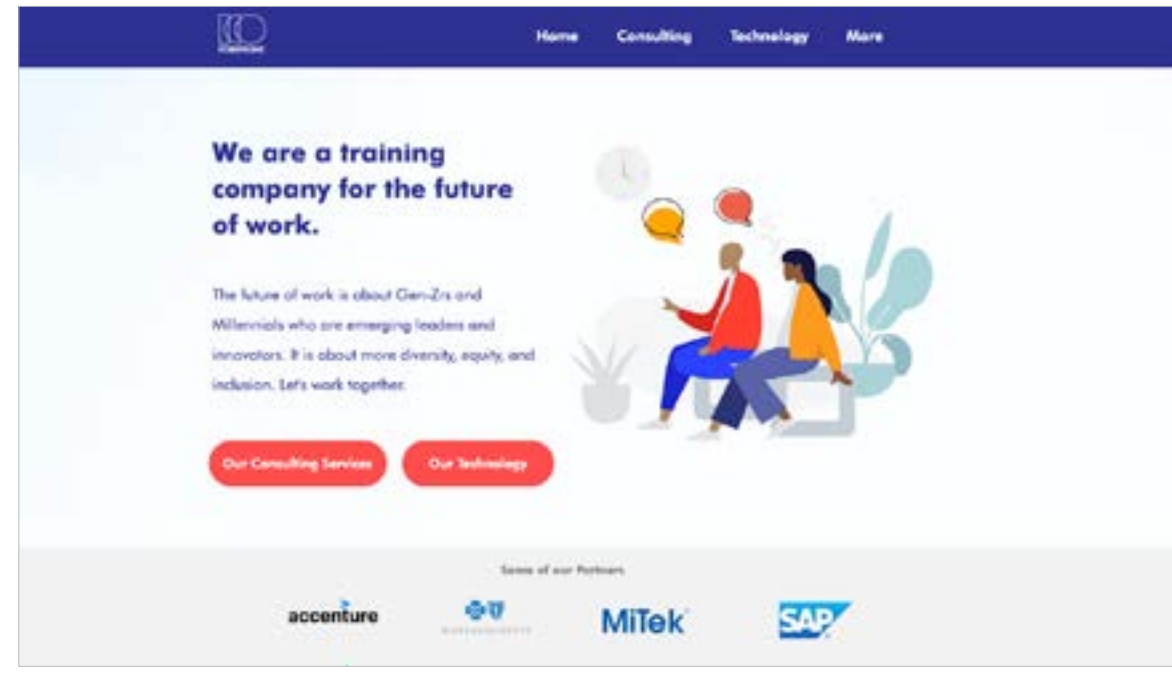 Home Consulting Technology More
We are a training
company for the future
of work.
The future of work is about Gen-Zrs and
Millennials who are emerging leaders and
innovators. It is about more diversity, equity, and
inclusion. Let's work together.
Our Consulting Services Our Technology
Some of our Partners
accenture MiTek SAP